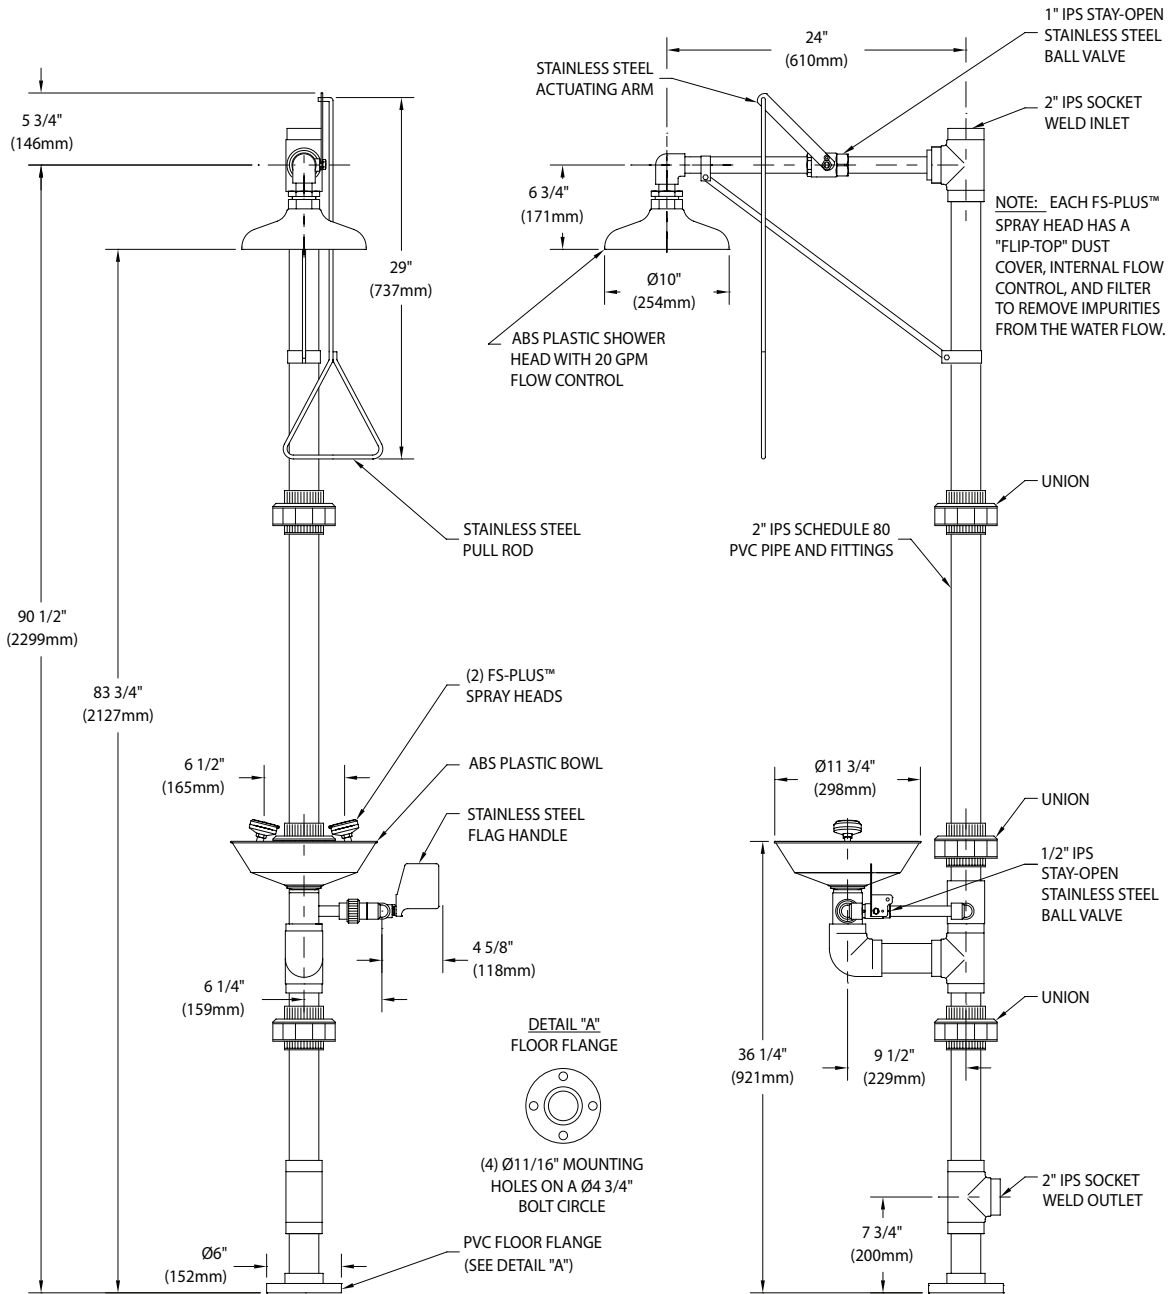 5 3/4"
(146mm)
29"
(737mm)
STAINLESS STEEL
PULL ROD
90 1/2"
(2299mm)
83 3/4"
(2127mm)
(2) FS-PLUS™
SPRAY HEADS
6 1/2"
(165mm)
ABS PLASTIC BOWL
STAINLESS STEEL
FLAG HANDLE
4 5/8"
(118mm)
6 1/4"
(159mm)
DETAIL "A"
FLOOR FLANGE
(4) Ø11/16" MOUNTING
HOLES ON A Ø4 3/4"
BOLT CIRCLE
Ø6"
(152mm)
PVC FLOOR FLANGE
(SEE DETAIL "A")
24"
(610mm)
1" IPS STAY-OPEN
STAINLESS STEEL
BALL VALVE
STAINLESS STEEL
ACTUATING ARM
2" IPS SOCKET
WELD INLET
6 3/4"
(171mm)
NOTE: EACH FS-PLUS™
SPRAY HEAD HAS A
"FLIP-TOP" DUST
COVER, INTERNAL FLOW
CONTROL, AND FILTER
TO REMOVE IMPURITIES
FROM THE WATER FLOW.
Ø10"
(254mm)
ABS PLASTIC SHOWER
HEAD WITH 20 GPM
FLOW CONTROL
UNION
2" IPS SCHEDULE 80
PVC PIPE AND FITTINGS
Ø11 3/4"
(298mm)
UNION
1/2" IPS
STAY-OPEN
STAINLESS STEEL
BALL VALVE
UNION
36 1/4"
(921mm)
9 1/2"
(229mm)
2" IPS SOCKET
WELD OUTLET
7 3/4"
(200mm)